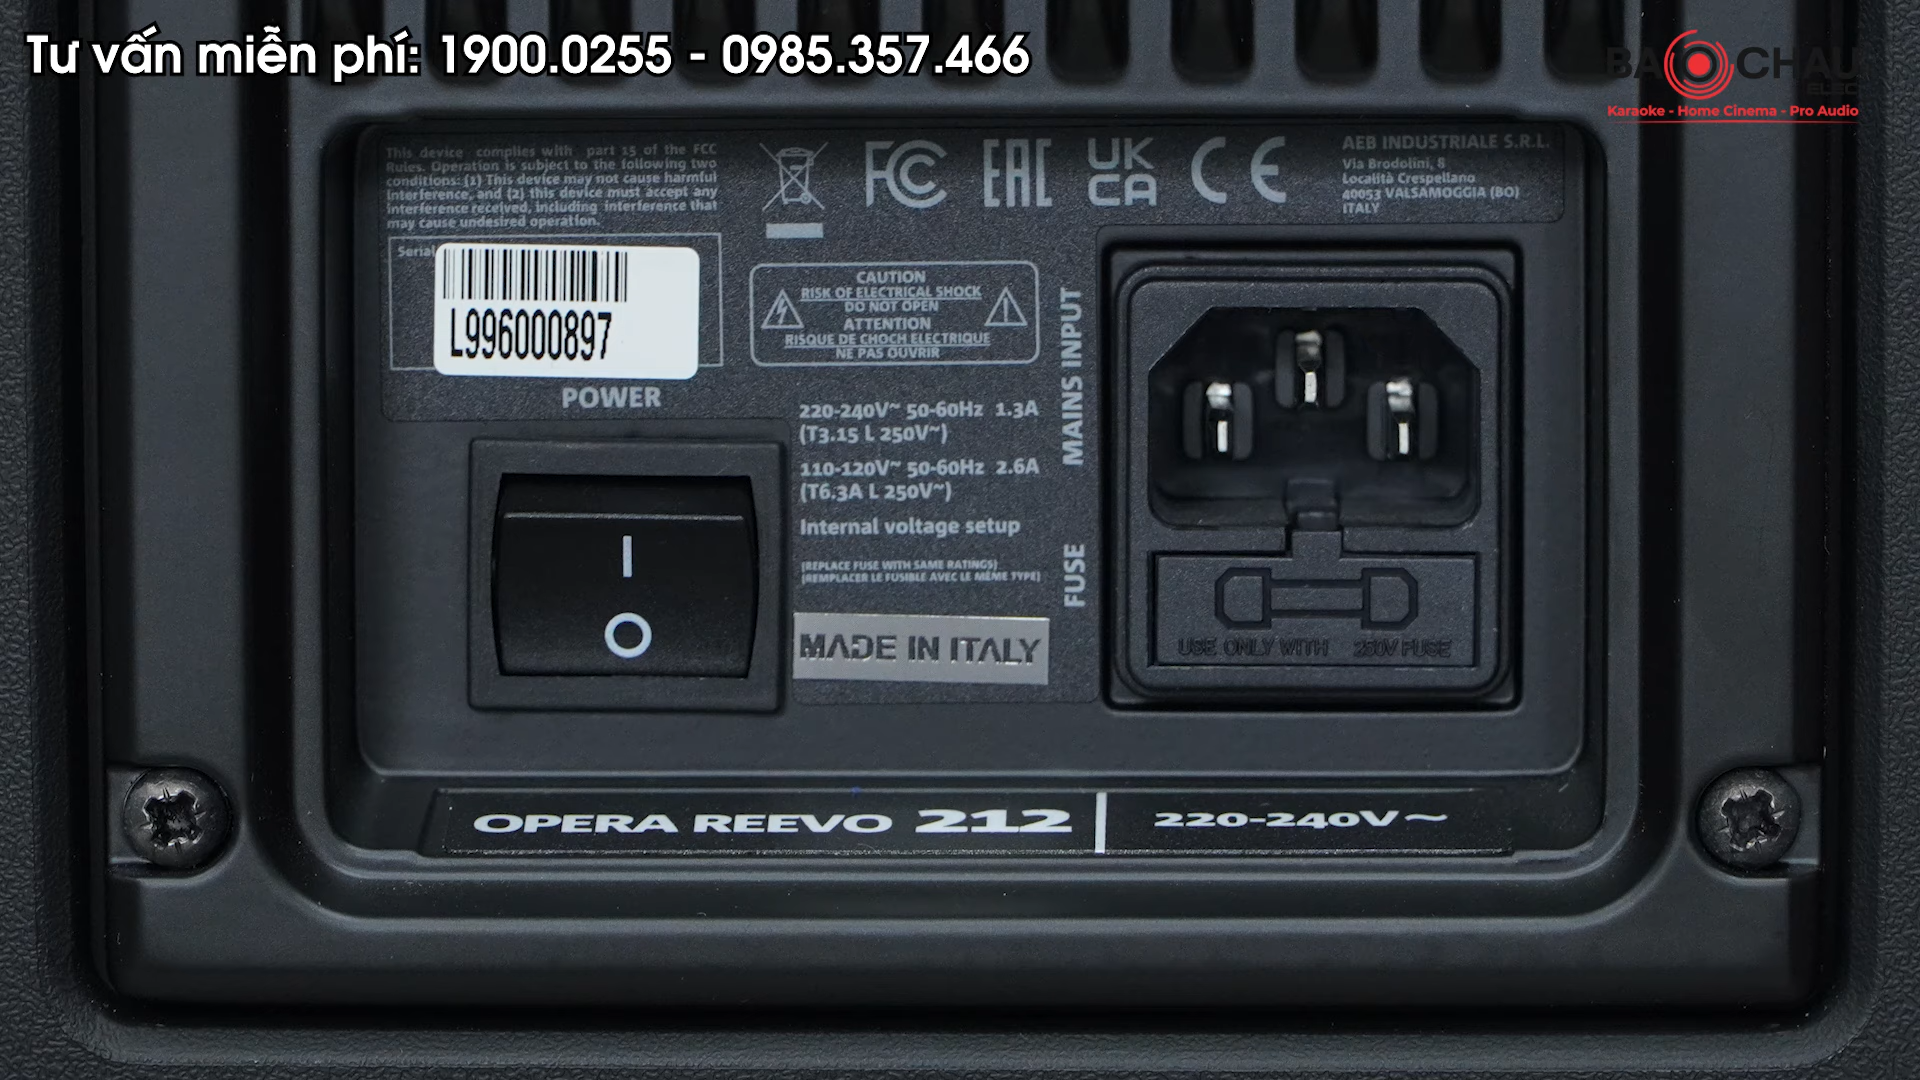 Tư vấn miễn phí: 1900.0255 - 0985.357.466
BAOCHAU
ELEC
Karaoke - Home Cinema - Pro Audio
This device complies with part 15 of the FCC
Rules. Operation is subject to the following two
conditions: (1) This device may not cause harmful
interference, and (2) this device must accept any
interference received, including interference that
may cause undesired operation.
FC
EAC
UK
CA
CE
AEB INDUSTRIALE S.R.L.
Via Brodolini, 8
Località Crespellano
40053 VALSAMOGGIA (BO)
ITALY
Serial
L996000897
CAUTION
RISK OF ELECTRICAL SHOCK
DO NOT OPEN
ATTENTION
RISQUE DE CHOCH ELECTRIQUE
NE PAS OUVRIR
POWER
220-240V~ 50-60Hz 1.3A
(T3.15 L 250V~)
110-120V~ 50-60Hz 2.6A
(T6.3A L 250V~)
Internal voltage setup
(REPLACE FUSE WITH SAME RATINGS)
(REMPLACER LE FUSIBLE AVEC LE MÊME TYPE)
MADE IN ITALY
MAINS INPUT
FUSE
USE ONLY WITH 250V FUSE
OPERA REEVO 212 | 220-240V~